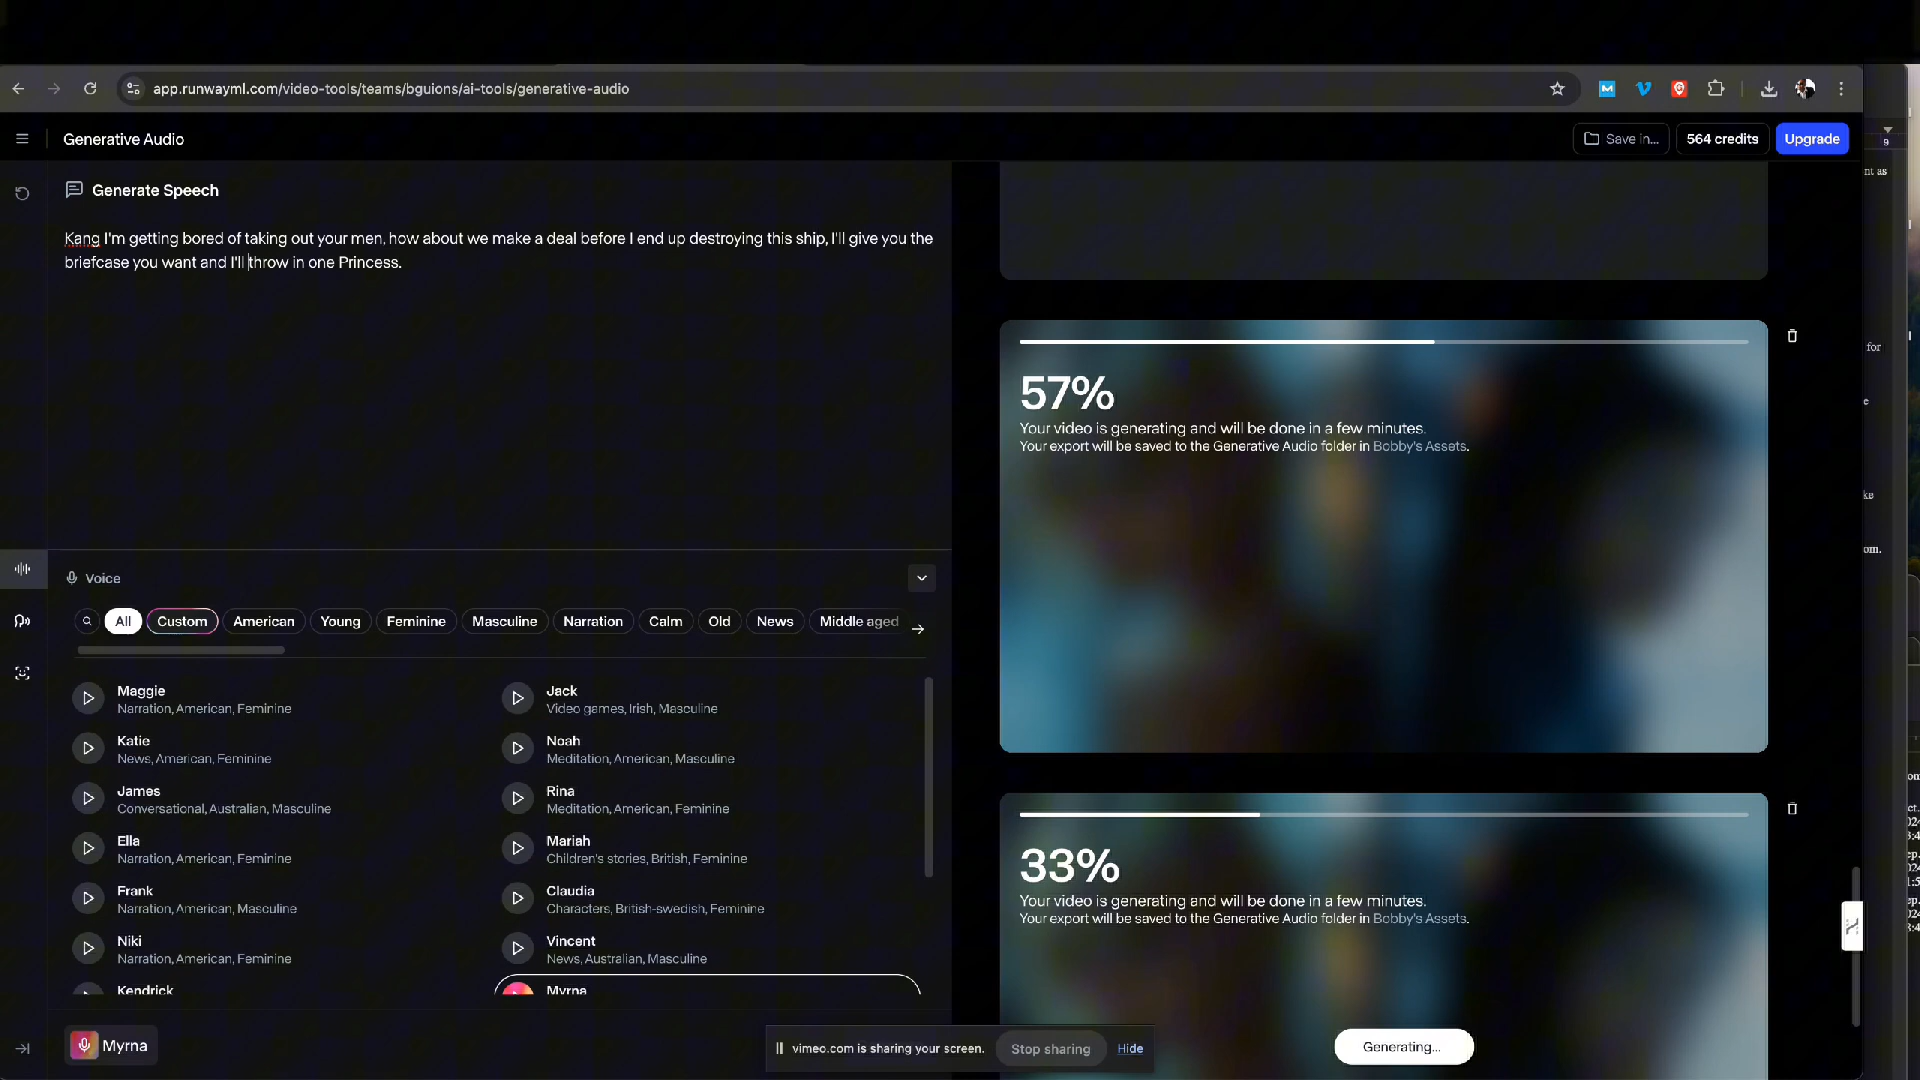 app.runwayml.com/video-tools/teams/bguions/ai-tools/generative-audio
Generative Audio
Save in...
564 credits
Upgrade
9
nt as
Generate Speech
Kang I'm getting bored of taking out your men, how about we make a deal before I end up destroying this ship, I'll give you the
briefcase you want and I'll throw in one Princess.
for
57%
Your video is generating and will be done in a few minutes.
Your export will be saved to the Generative Audio folder in Bobby's Assets.
om.
Voice
All
Custom
American
Young
Feminine
Masculine
Narration
Calm
Old
News
Middle aged
Maggie
Narration, American, Feminine
Jack
Video games, Irish, Masculine
Katie
News, American, Feminine
Noah
Meditation, American, Masculine
James
Conversational, Australian, Masculine
Rina
Meditation, American, Feminine
Ella
Narration, American, Feminine
Mariah
Children's stories, British, Feminine
Frank
Narration, American, Masculine
Claudia
Characters, British-swedish, Feminine
Niki
Narration, American, Feminine
Vincent
News, Australian, Masculine
Kendrick
Myrna
33%
Your video is generating and will be done in a few minutes.
Your export will be saved to the Generative Audio folder in Bobby's Assets.
Myrna
vimeo.com is sharing your screen.
Stop sharing
Hide
Generating...